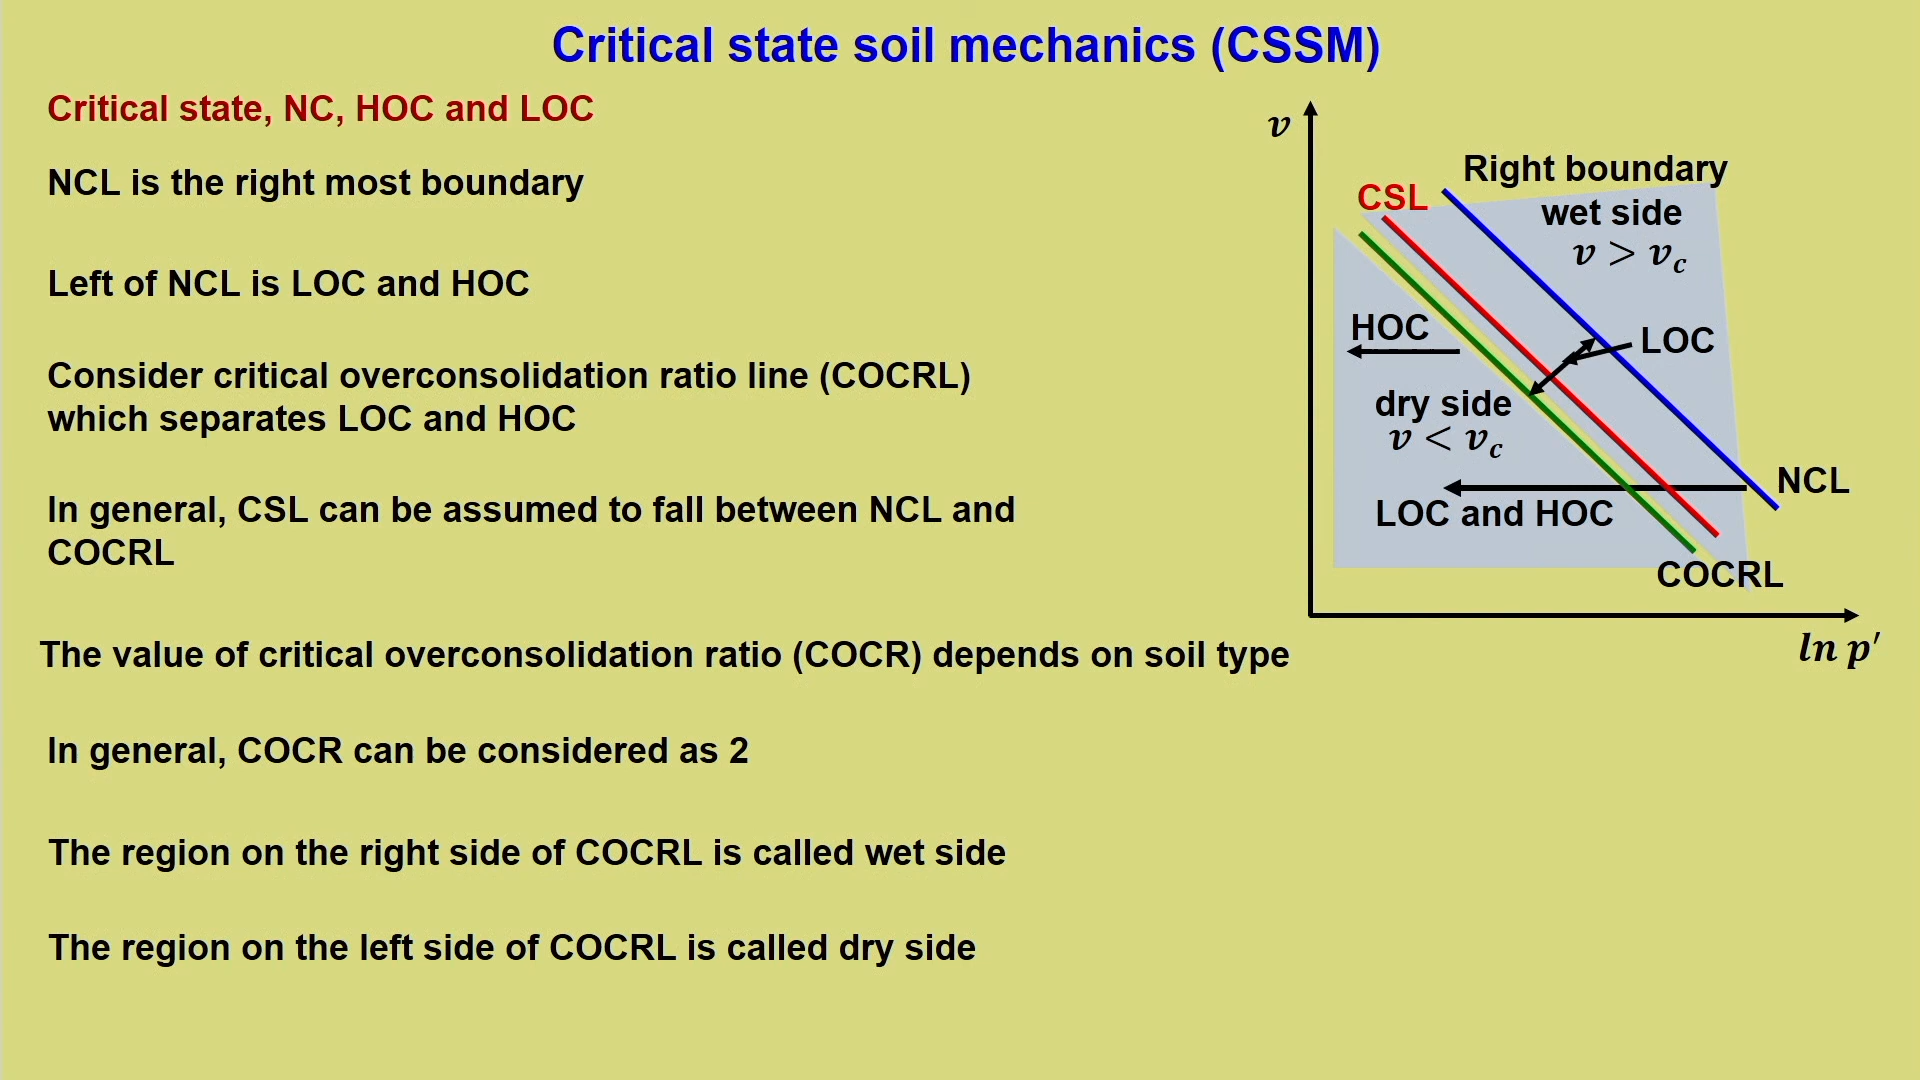 Critical state soil mechanics (CSSM)
Critical state, NC, HOC and LOC
NCL is the right most boundary
Left of NCL is LOC and HOC
Consider critical overconsolidation ratio line (COCRL)
which separates LOC and HOC
In general, CSL can be assumed to fall between NCL and
COCRL
The value of critical overconsolidation ratio (COCR) depends on soil type
In general, COCR can be considered as 2
The region on the right side of COCRL is called wet side
The region on the left side of COCRL is called dry side
v
Right boundary
CSL
wet side
v > v_c
HOC
LOC
dry side
v < v_c
NCL
LOC and HOC
COCRL
ln p′